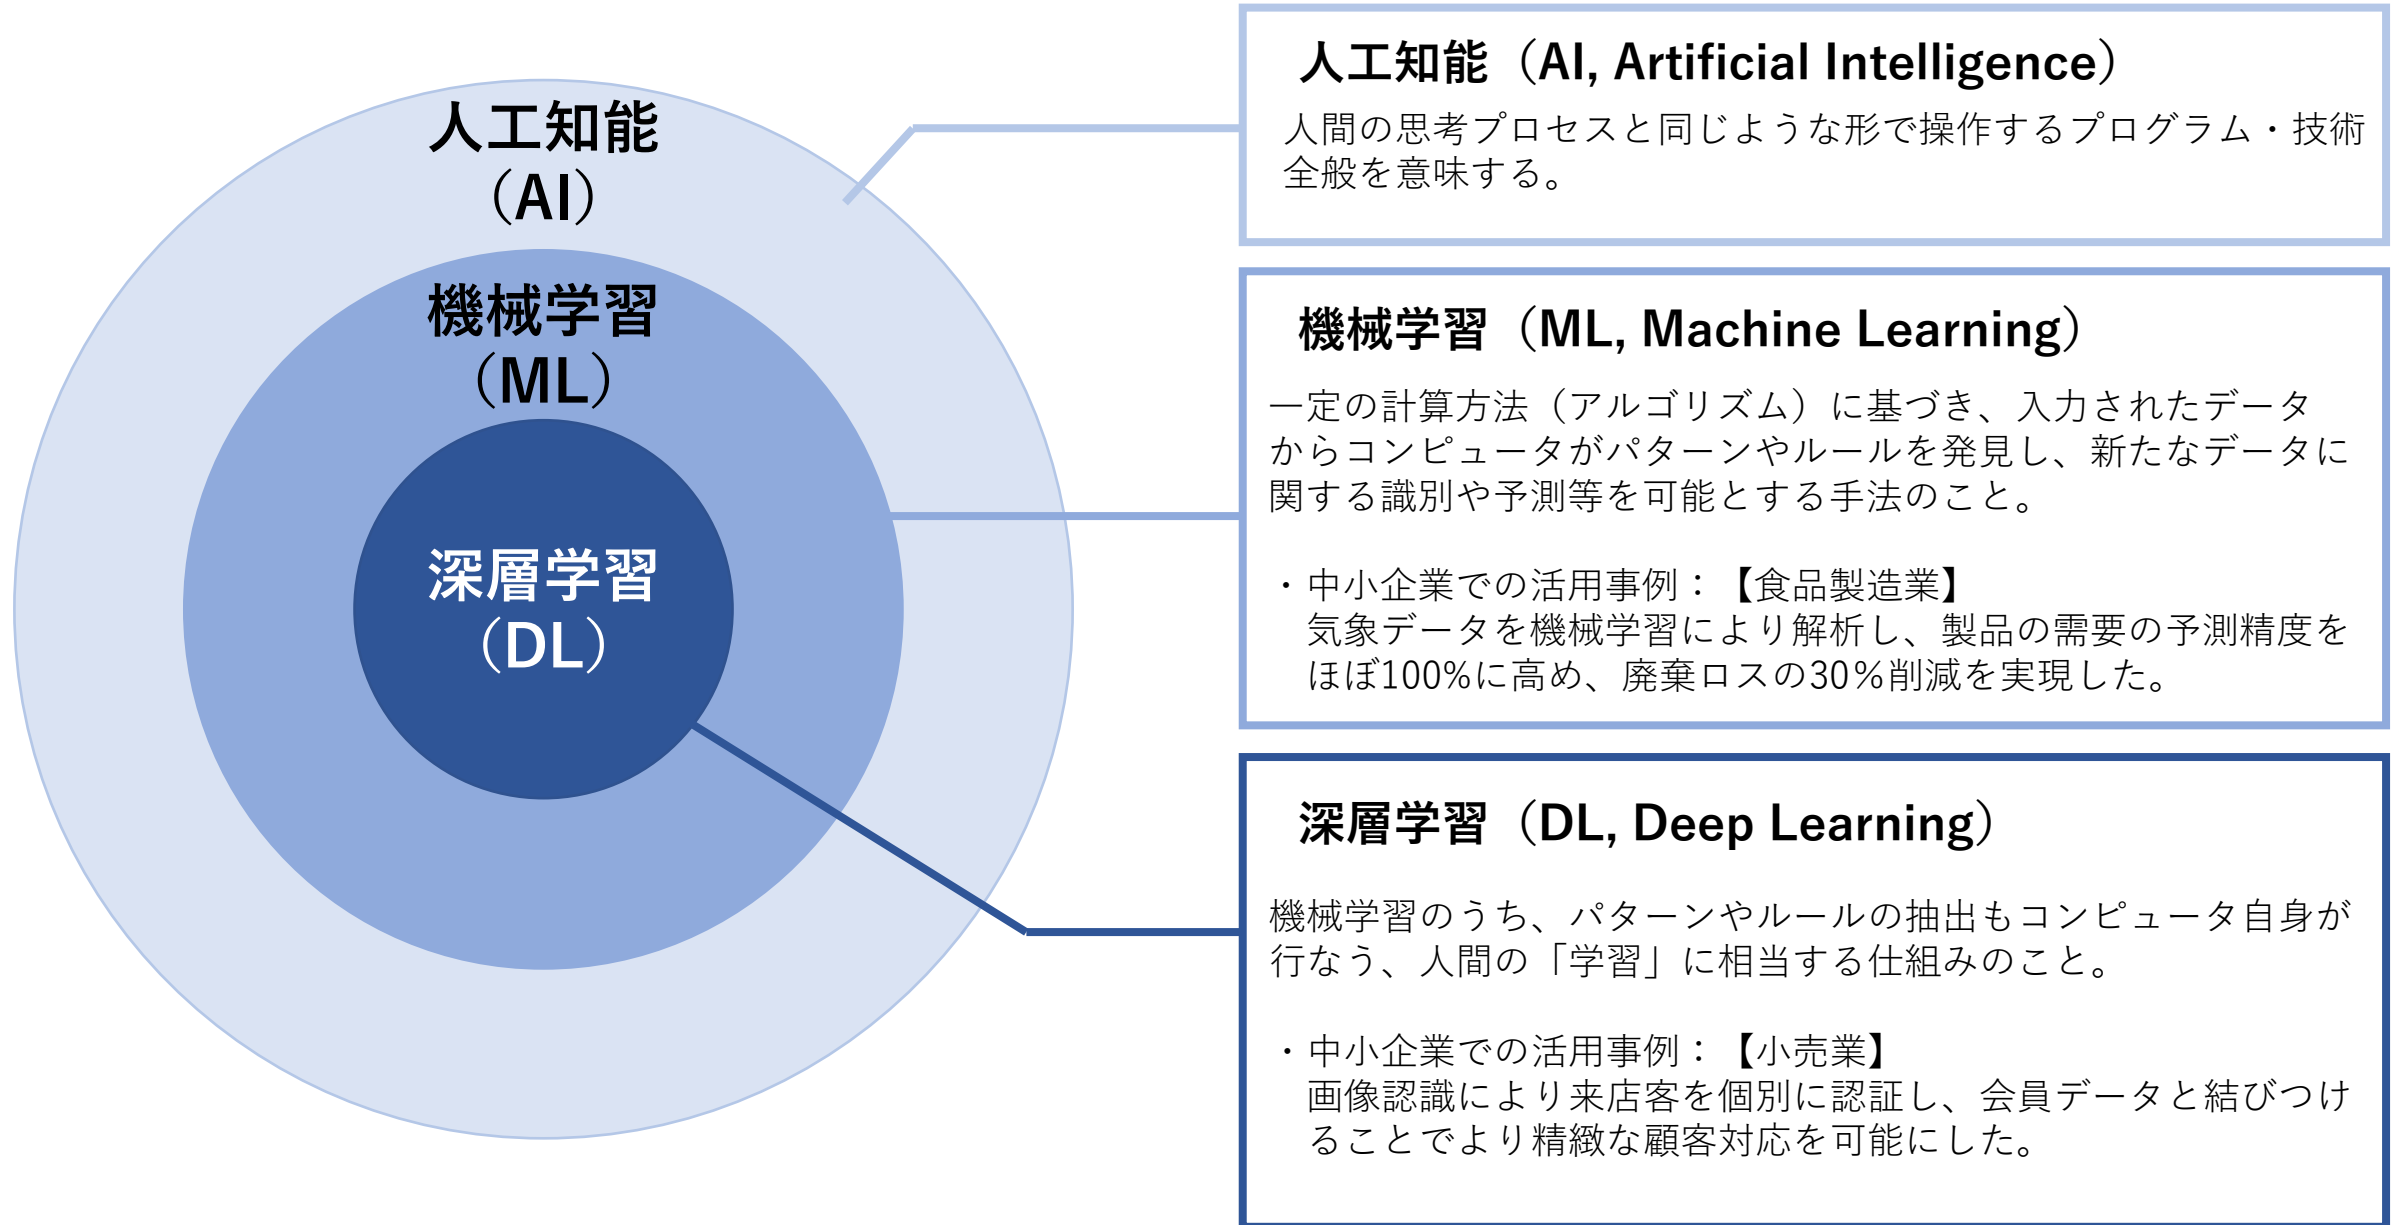 人工知能
（AI）
機械学習
（ML）
深層学習
（DL）
人工知能（AI, Artificial Intelligence）
人間の思考プロセスと同じような形で操作するプログラム・技術
全般を意味する。
機械学習（ML, Machine Learning）
一定の計算方法（アルゴリズム）に基づき、入力されたデータ
からコンピュータがパターンやルールを発見し、新たなデータに
関する識別や予測等を可能とする手法のこと。
・中小企業での活用事例：【食品製造業】
気象データを機械学習により解析し、製品の需要の予測精度を
ほぼ100%に高め、廃棄ロスの30％削減を実現した。
深層学習（DL, Deep Learning）
機械学習のうち、パターンやルールの抽出もコンピュータ自身が
行なう、人間の「学習」に相当する仕組みのこと。
・中小企業での活用事例：【小売業】
画像認識により来店客を個別に認証し、会員データと結びつけ
ることでより精緻な顧客対応を可能にした。